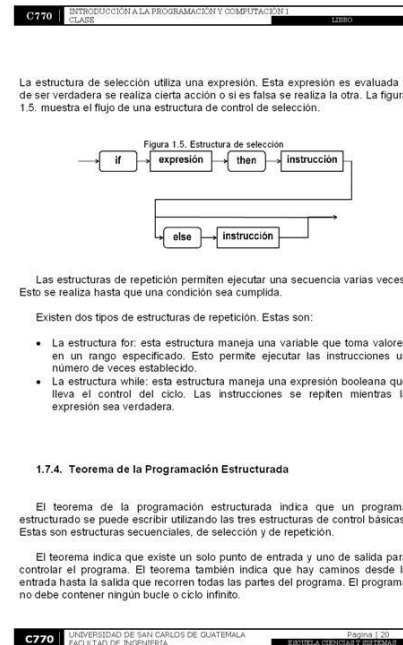 C770
INTRODUCCIÓN A LA PROGRAMACIÓN Y COMPUTACIÓN 1
CLASE
LIBRO
La estructura de selección utiliza una expresión. Esta expresión es evaluada
de ser verdadera se realiza cierta acción o si es falsa se realiza la otra. La figur
1.5. muestra el flujo de una estructura de control de selección.
Figura 1.5. Estructura de selección
if expresión then instrucción
else instrucción
Las estructuras de repetición permiten ejecutar una secuencia varias veces
Esto se realiza hasta que una condición sea cumplida.
Existen dos tipos de estructuras de repetición. Estas son:
• La estructura for: esta estructura maneja una variable que toma valore
en un rango especificado. Esto permite ejecutar las instrucciones u
número de veces establecido.
• La estructura while: esta estructura maneja una expresión booleana qu
lleva el control del ciclo. Las instrucciones se repiten mientras l
expresión sea verdadera.
1.7.4. Teorema de la Programación Estructurada
El teorema de la programación estructurada indica que un program
estructurado se puede escribir utilizando las tres estructuras de control básicas
Estas son estructuras secuenciales, de selección y de repetición.
El teorema indica que existe un solo punto de entrada y uno de salida par
controlar el programa. El teorema también indica que hay caminos desde l
entrada hasta la salida que recorren todas las partes del programa. El program
no debe contener ningún bucle o ciclo infinito.
C770
UNIVERSIDAD DE SAN CARLOS DE GUATEMALA
FACULTAD DE INGENIERÍA
Página | 20
ESCUELA CIENCIAS Y SISTEMAS